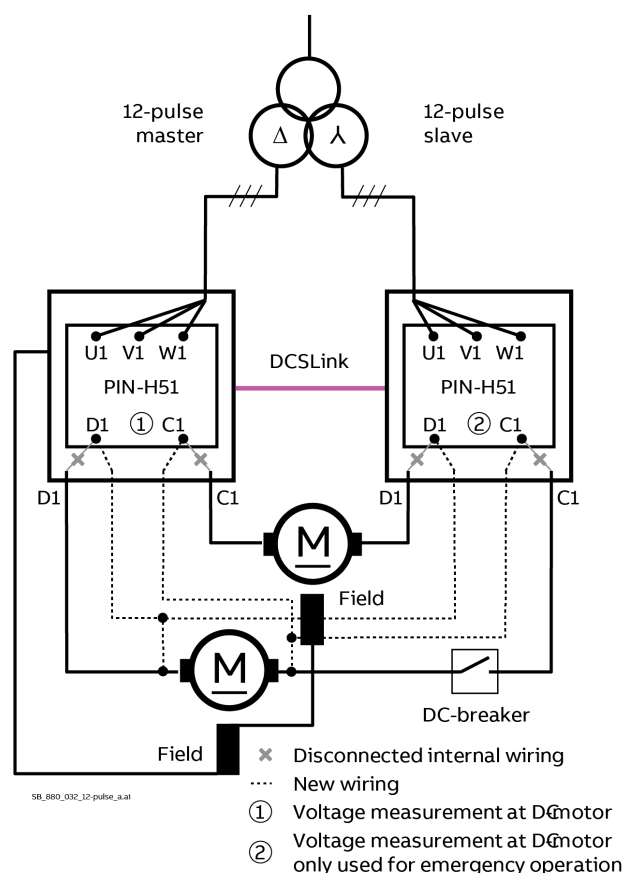 12-pulse
master
12-pulse
slave
Δ
U1 V1 W1
PIN-H51
D1 ① C1
DCSLink
U1 V1 W1
PIN-H51
D1 ② C1
D1
C1
D1
C1
M
Field
M
DC-breaker
Field
Disconnected internal wiring
New wiring
SB_880_032_12-pulse_a.ai
① Voltage measurement at DC-motor
② Voltage measurement at DC-motor
only used for emergency operation